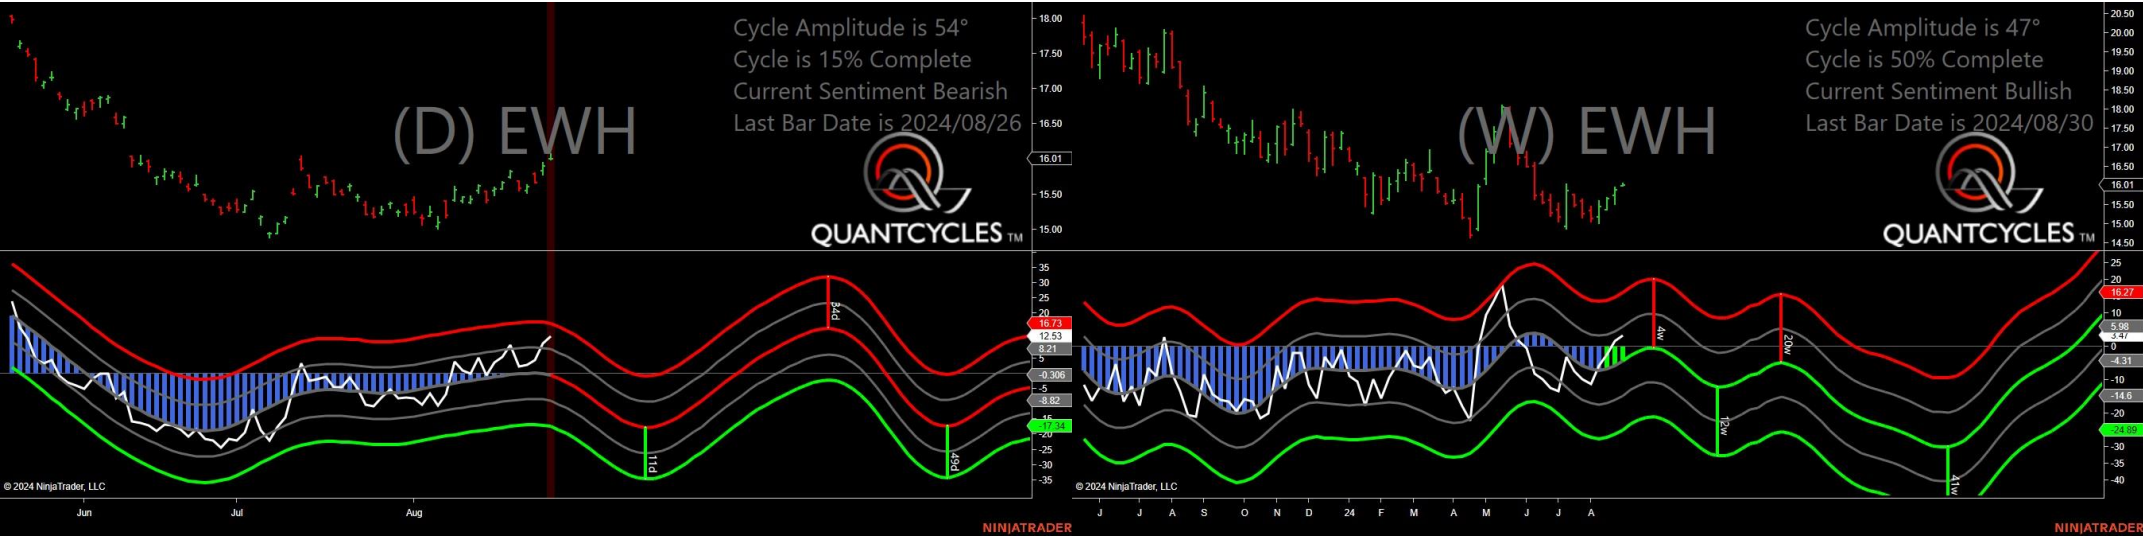 Cycle Amplitude is 54°
Cycle is 15% Complete
Current Sentiment Bearish
Last Bar Date is 2024/08/26
(D) EWH
QUANTCYCLES TM
18.00
17.50
17.00
16.50
16.01
15.50
15.00
35
30
25
20
16.73
12.53
8.21
5
-0.306
-5
-8.82
-15
-17.34
-20
-25
-30
-35
34d
11d
49d
© 2024 NinjaTrader, LLC
Jun Jul Aug
NINJATRADER
Cycle Amplitude is 47°
Cycle is 50% Complete
Current Sentiment Bullish
Last Bar Date is 2024/08/30
(W) EWH
QUANTCYCLES TM
20.50
20.00
19.50
19.00
18.50
18.00
17.50
17.00
16.50
16.01
15.50
15.00
14.50
25
20
16.27
5.98
3.47
0
-4.31
-10
-14.6
-20
-24.89
-30
-35
-40
4w
20w
12w
41w
© 2024 NinjaTrader, LLC
J J A S O N D 24 F M A M J J A
NINJATRADER